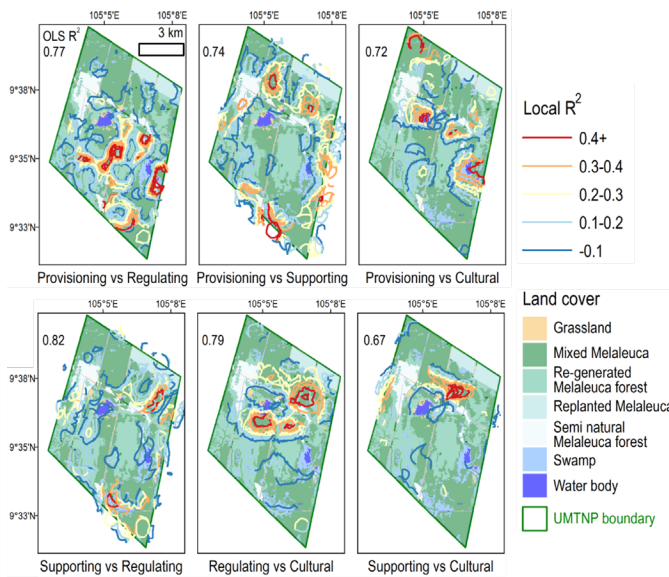 105°5'E 105°8'E 105°5'E 105°8'E 105°5'E 105°8'E
OLS R²
0.77
3 km
0.74
0.72
9°38'N
9°35'N
9°33'N
Provisioning vs Regulating
Provisioning vs Supporting
Provisioning vs Cultural
105°5'E 105°8'E 105°5'E 105°8'E 105°5'E 105°8'E
0.82
0.79
0.67
9°38'N
9°35'N
9°33'N
Supporting vs Regulating
Regulating vs Cultural
Supporting vs Cultural
Local R²
0.4+
0.3-0.4
0.2-0.3
0.1-0.2
-0.1
Land cover
Grassland
Mixed Melaleuca
Re-generated
Melaleuca forest
Replanted Melaleuca
Semi natural
Melaleuca forest
Swamp
Water body
UMTNP boundary